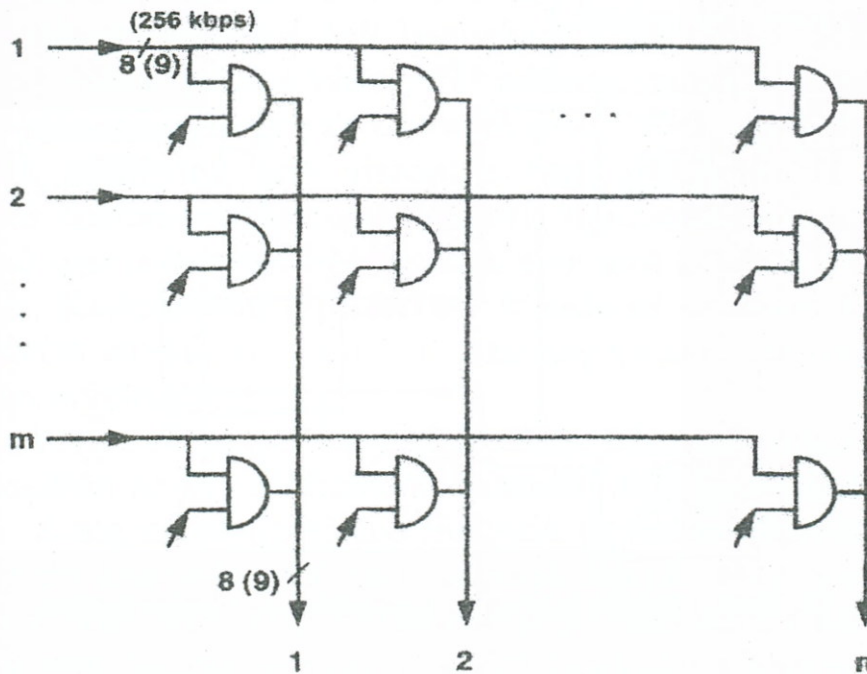 (256 kbps)
1
8 (9)
. . .
2
.
.
.
m
8 (9)
1 2 n